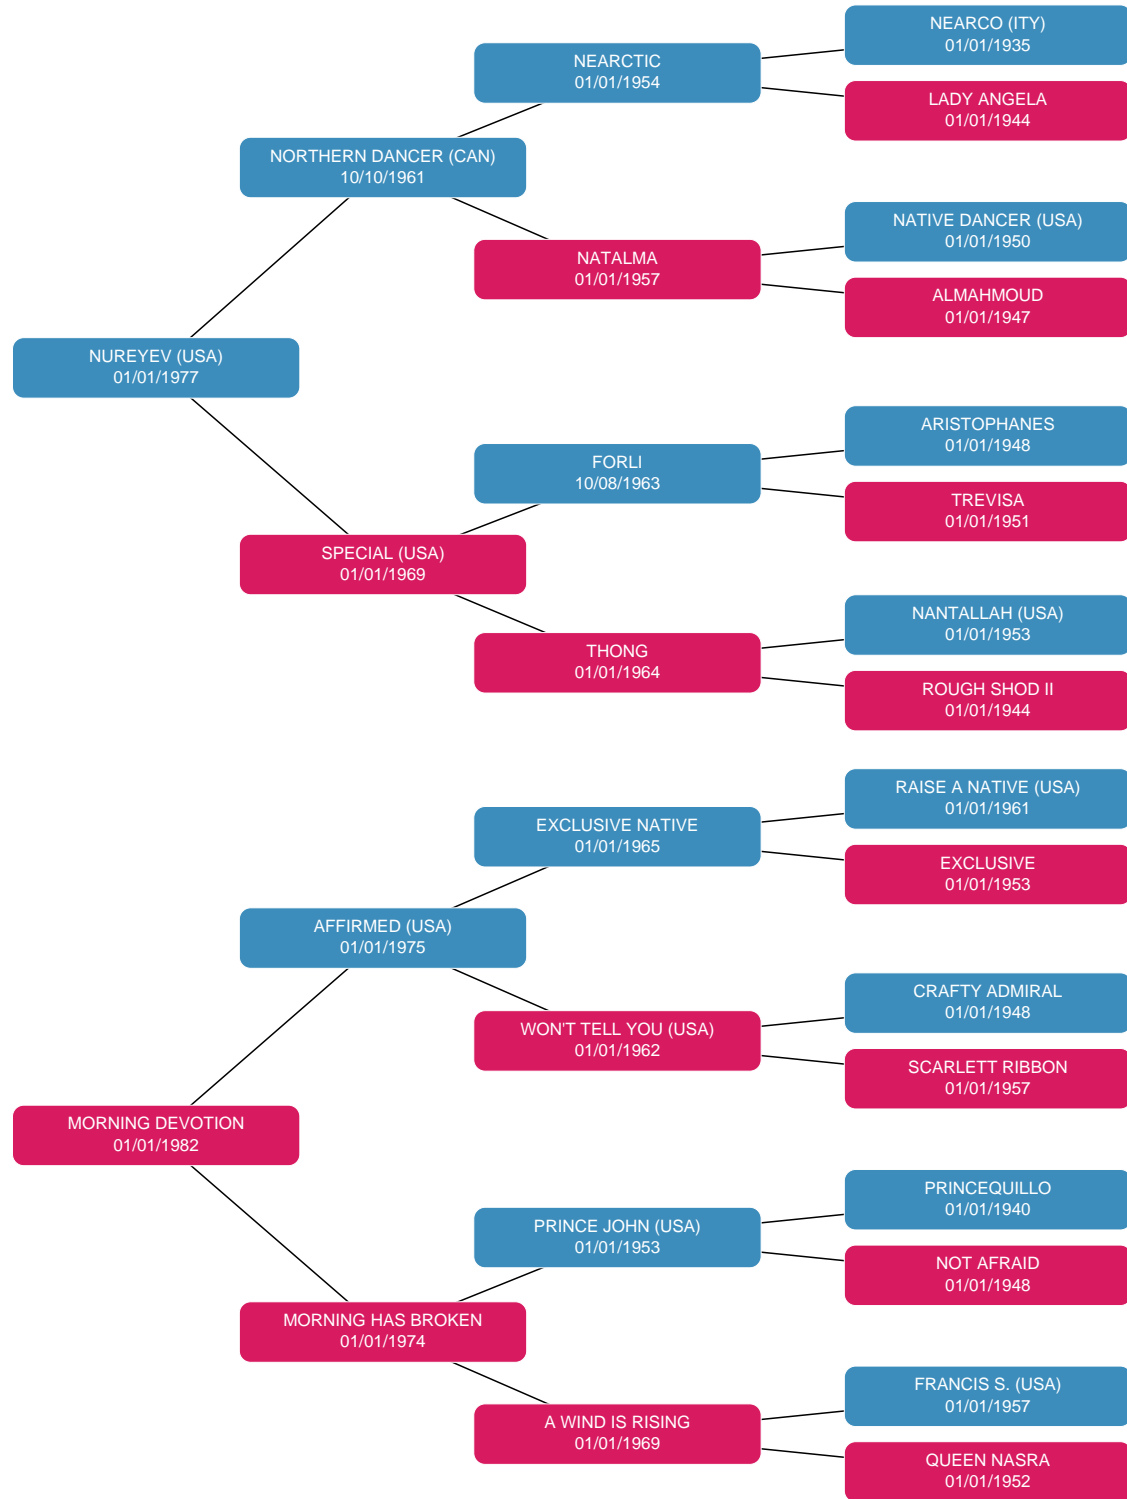 NEARCO (ITY)
01/01/1935
NEARCTIC
01/01/1954
LADY ANGELA
01/01/1944
NORTHERN DANCER (CAN)
10/10/1961
NATIVE DANCER (USA)
01/01/1950
NATALMA
01/01/1957
ALMAHMOUD
01/01/1947
NUREYEV (USA)
01/01/1977
ARISTOPHANES
01/01/1948
FORLI
10/08/1963
TREVISA
01/01/1951
SPECIAL (USA)
01/01/1969
NANTALLAH (USA)
01/01/1953
THONG
01/01/1964
ROUGH SHOD II
01/01/1944
RAISE A NATIVE (USA)
01/01/1961
EXCLUSIVE NATIVE
01/01/1965
EXCLUSIVE
01/01/1953
AFFIRMED (USA)
01/01/1975
CRAFTY ADMIRAL
01/01/1948
WON'T TELL YOU (USA)
01/01/1962
SCARLETT RIBBON
01/01/1957
MORNING DEVOTION
01/01/1982
PRINCEQUILLO
01/01/1940
PRINCE JOHN (USA)
01/01/1953
NOT AFRAID
01/01/1948
MORNING HAS BROKEN
01/01/1974
FRANCIS S. (USA)
01/01/1957
A WIND IS RISING
01/01/1969
QUEEN NASRA
01/01/1952